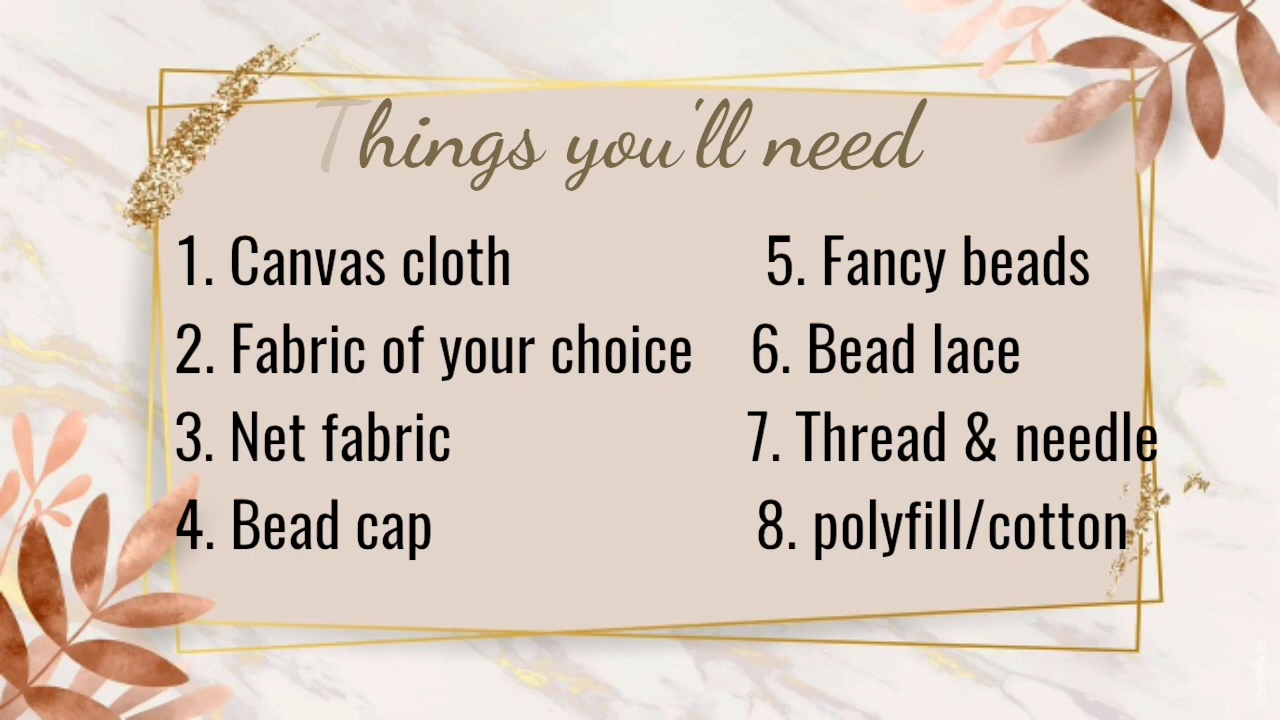 Things you'll need
1. Canvas cloth
2. Fabric of your choice
3. Net fabric
4. Bead cap
5. Fancy beads
6. Bead lace
7. Thread & needle
8. polyfill/cotton